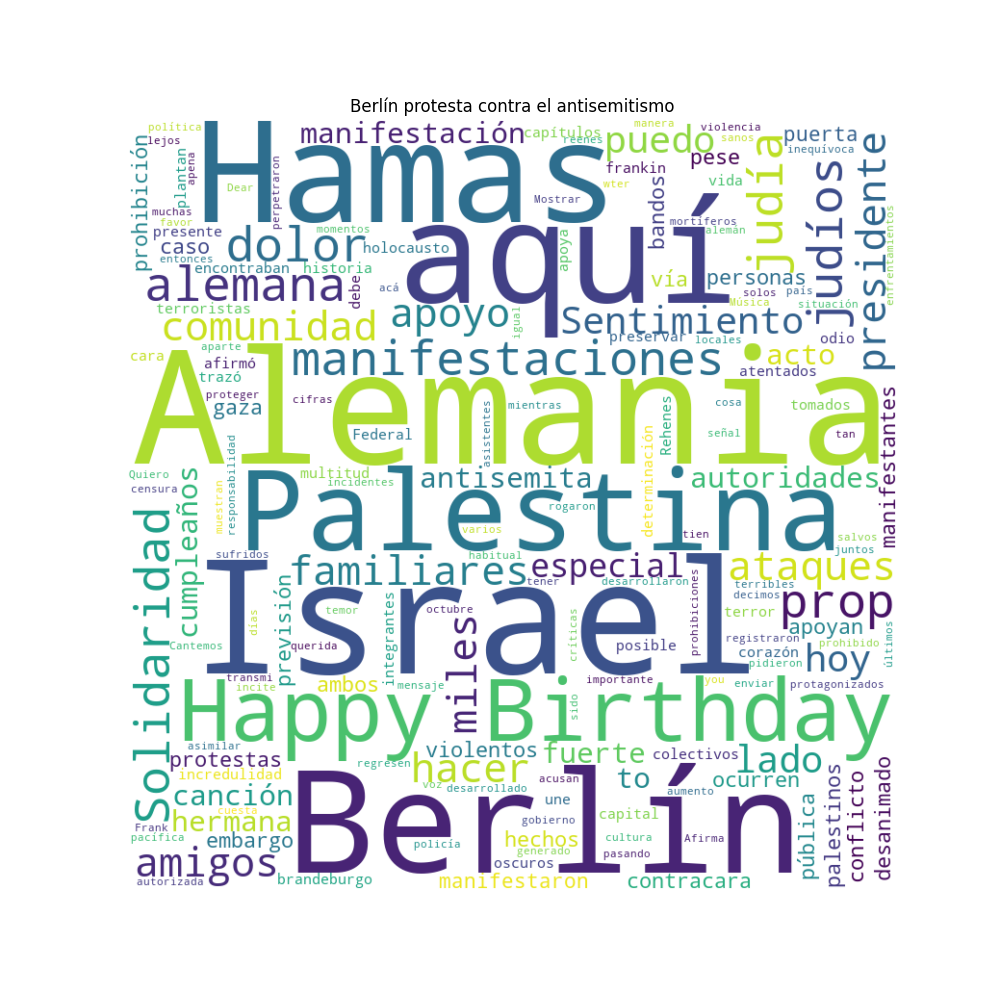 Berlín protesta contra el antisemitismo
política
lejos
Hamas
manifestación
capítulos
reenes
puedo
manera
violencia
sanos
puerta
inequívoca
prohibición
plantan
apena
Dear
perpetraron
frankin
pese
wter
Mostrar
vida
bandos
mortíferos
alemán
judía
judíos
presidente
enfrentamientos
muchas
favor
presente
caso
entonces
momentos
dolor
holocausto
encontraban
historia
aquí
apoya
vía
personas
solos
país
Música
situación
alemana
debe
acá
terroristas
apoyo
igual
Sentimiento
preservar
locales
odio
comunidad
cara
aparte
afirmó
trazó
manifestaciones
acto
atentados
Alemania
proteger
gaza
cifras
Federal
asistentes
mientras
Rehenes
cosa
señal
tomados
tan
manifestantes
Quiero
censura
cumpleaños
muestran
responsabilidad
multitud
incidentes
antisemita
determinación
autoridades
Palestina
rogaron
varios
tien
salvos
juntos
Solidaridad
sufridos
habitual
familiares
especial
tener
desarrollaron
ataques
terribles
decimos
Israel
prohibiciones
terror
prop
días
previsión
temor
integrantes
octubre
críticas
registraron
apoyan
prohibido
últimos
Cantemos
querida
miles
posible
corazón
pidieron
hoy
transmi
incite
ambos
mensaje
importante
you
enviar
protagonizados
Happy Birthday
sido
asimilar
protestas
regresen
violentos
fuerte
colectivos
lado
incredulidad
hacer
to
ocurren
canción
voz
desarrollado
acusan
une
aumento
Berlín
cuesta
Frank
hermana
pacífica
embargo
policía
gobierno
capital
hechos
cultura
Afirma
generado
pasando
pública
palestinos
conflicto
desanimado
amigos
oscuros
autorizada
brandeburgo
manifestaron
contracara